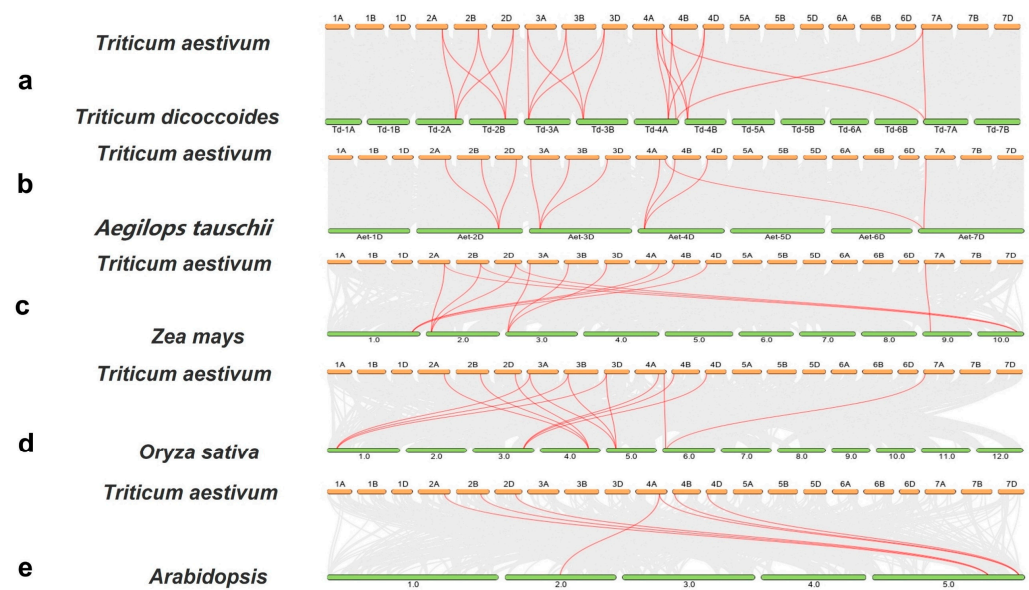 1A 1B 1D 2A 2B 2D 3A 3B 3D 4A 4B 4D 5A 5B 5D 6A 6B 6D 7A 7B 7D
Triticum aestivum
a
Triticum dicoccoides
Td-1A Td-1B Td-2A Td-2B Td-3A Td-3B Td-4A Td-4B Td-5A Td-5B Td-6A Td-6B Td-7A Td-7B
Triticum aestivum
1A 1B 1D 2A 2B 2D 3A 3B 3D 4A 4B 4D 5A 5B 5D 6A 6B 6D 7A 7B 7D
b
Aegilops tauschii
Aet-1D Aet-2D Aet-3D Aet-4D Aet-5D Aet-6D Aet-7D
Triticum aestivum
1A 1B 1D 2A 2B 2D 3A 3B 3D 4A 4B 4D 5A 5B 5D 6A 6B 6D 7A 7B 7D
c
Zea mays
1.0 2.0 3.0 4.0 5.0 6.0 7.0 8.0 9.0 10.0
Triticum aestivum
1A 1B 1D 2A 2B 2D 3A 3B 3D 4A 4B 4D 5A 5B 5D 6A 6B 6D 7A 7B 7D
d
Oryza sativa
1.0 2.0 3.0 4.0 5.0 6.0 7.0 8.0 9.0 10.0 11.0 12.0
Triticum aestivum
1A 1B 1D 2A 2B 2D 3A 3B 3D 4A 4B 4D 5A 5B 5D 6A 6B 6D 7A 7B 7D
e
Arabidopsis
1.0 2.0 3.0 4.0 5.0